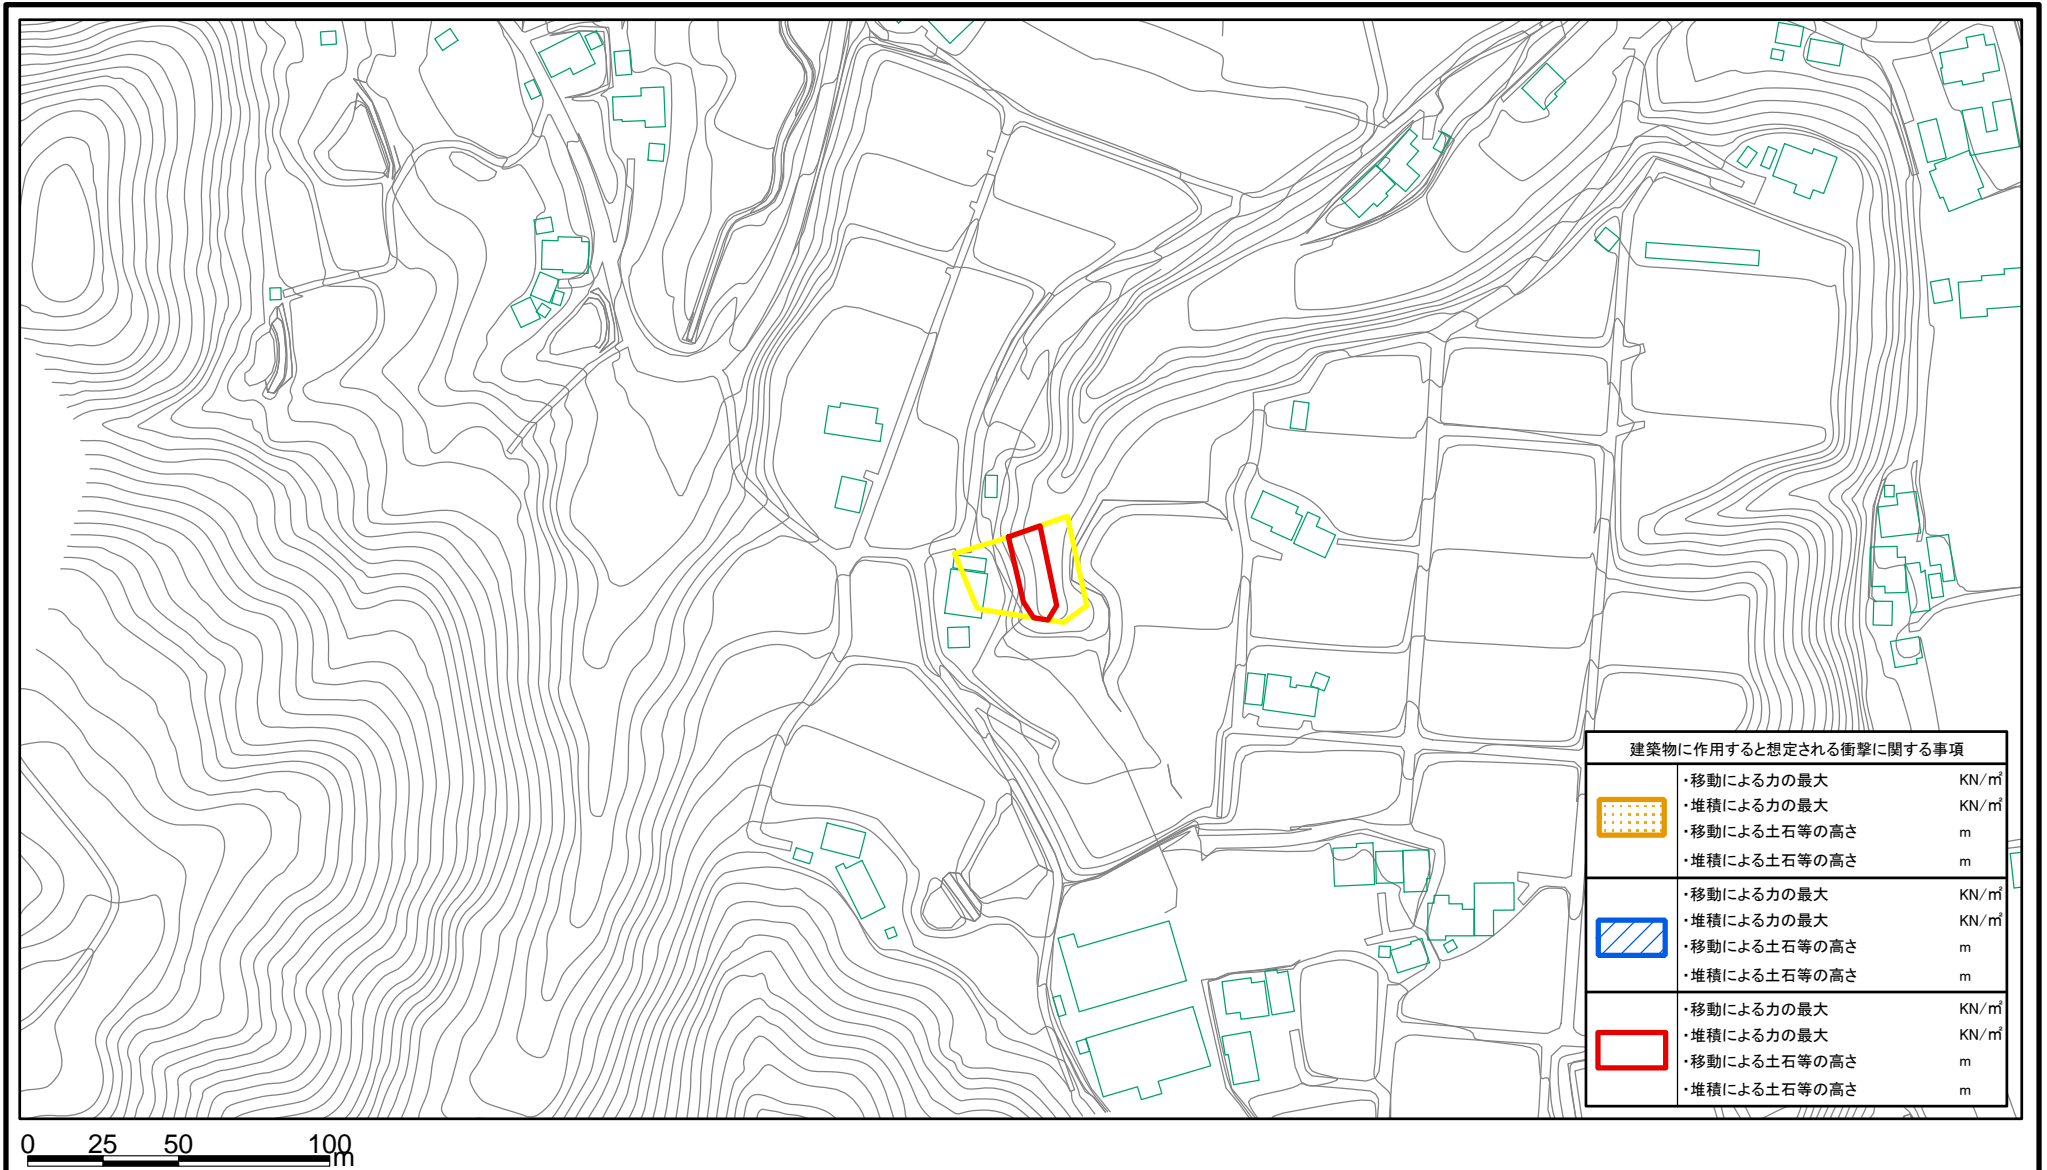 建築物に作用すると想定される衝撃に関する事項
・移動による力の最大 KN/㎡
・堆積による力の最大 KN/㎡
・移動による土石等の高さ m
・堆積による土石等の高さ m
・移動による力の最大 KN/㎡
・堆積による力の最大 KN/㎡
・移動による土石等の高さ m
・堆積による土石等の高さ m
・移動による力の最大 KN/㎡
・堆積による力の最大 KN/㎡
・移動による土石等の高さ m
・堆積による土石等の高さ m
0 25 50 100 m